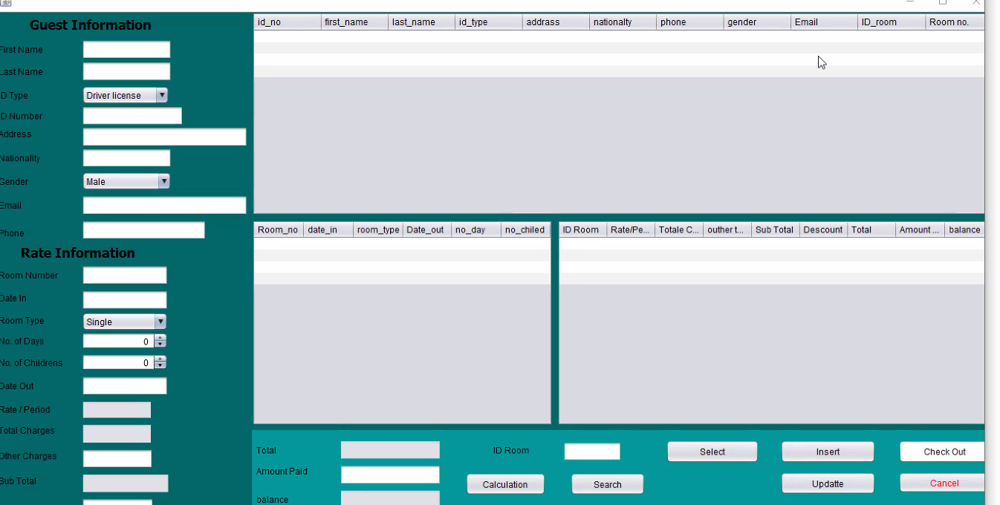 Guest Information
First Name
Last Name
ID Type
Driver license
ID Number
Address
Nationality
Gender
Male
Email
Phone
Rate Information
Room Number
Date In
Room Type
Single
No. of Days
0
No. of Childrens
0
Date Out
Rate / Period
Total Charges
Other Charges
Sub Total
id_no first_name last_name id_type addrass nationalty phone gender Email ID_room Room no.
Room_no date_in room_type Date_out no_day no_chiled
ID Room Rate/Pe... Totale C... outher t... Sub Total Descount Total Amount ... balance
Total
Amount Paid
balance
ID Room
Calculation
Search
Select
Insert
Check Out
Updatte
Cancel